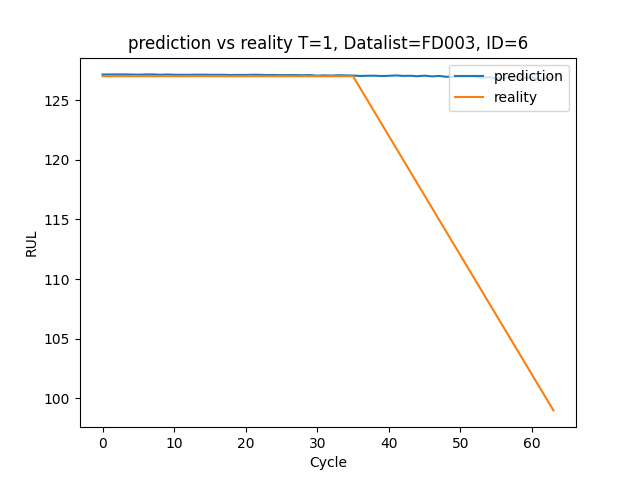 prediction vs reality T=1, Datalist=FD003, ID=6
prediction
reality
125
120
115
110
105
100
RUL
0 10 20 30 40 50 60
Cycle